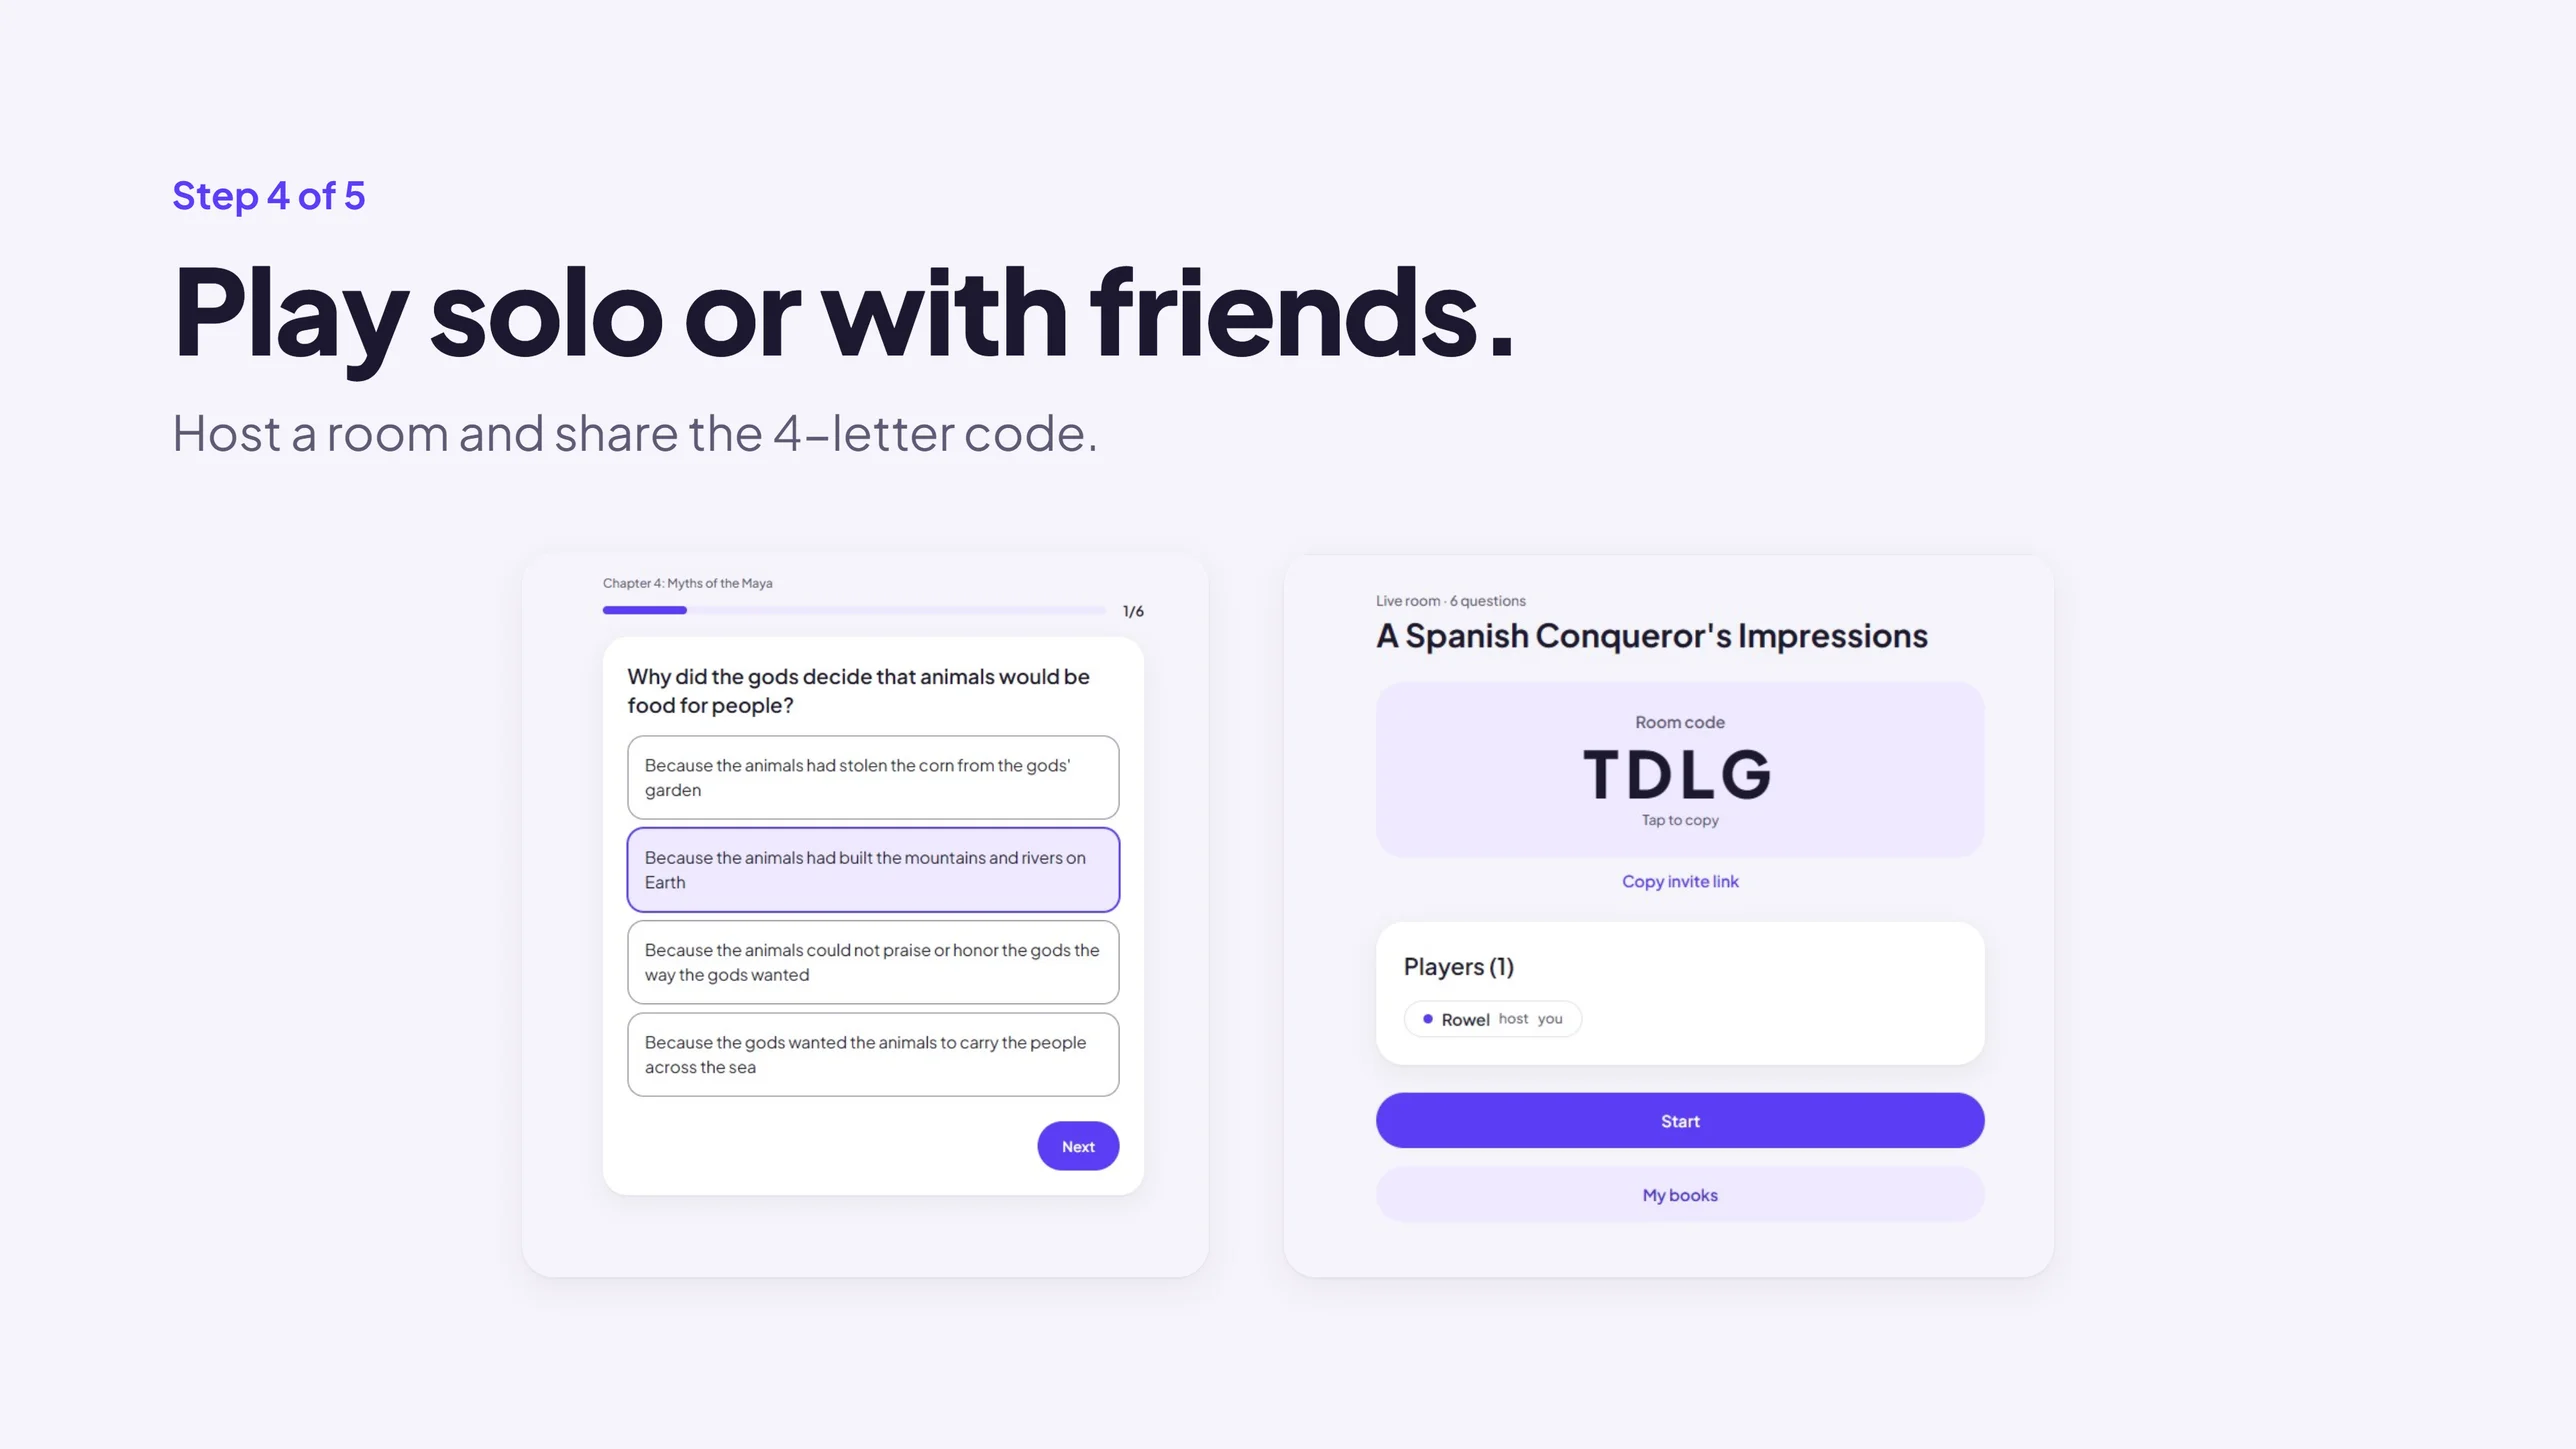 Step 4 of 5
Play solo or with friends.
Host a room and share the 4-letter code.
Chapter 4: Myths of the Maya
1/6
Why did the gods decide that animals would be
food for people?
Because the animals had stolen the corn from the gods'
garden
Because the animals had built the mountains and rivers on
Earth
Because the animals could not praise or honor the gods the
way the gods wanted
Because the gods wanted the animals to carry the people
across the sea
Next
Live room · 6 questions
A Spanish Conqueror's Impressions
Room code
TDLG
Tap to copy
Copy invite link
Players (1)
Rowel host you
Start
My books